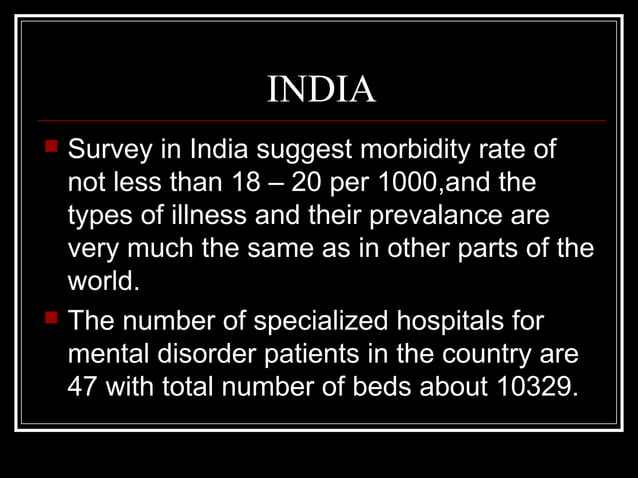 INDIA
Survey in India suggest morbidity rate of
not less than 18 – 20 per 1000,and the
types of illness and their prevalance are
very much the same as in other parts of the
world.
The number of specialized hospitals for
mental disorder patients in the country are
47 with total number of beds about 10329.